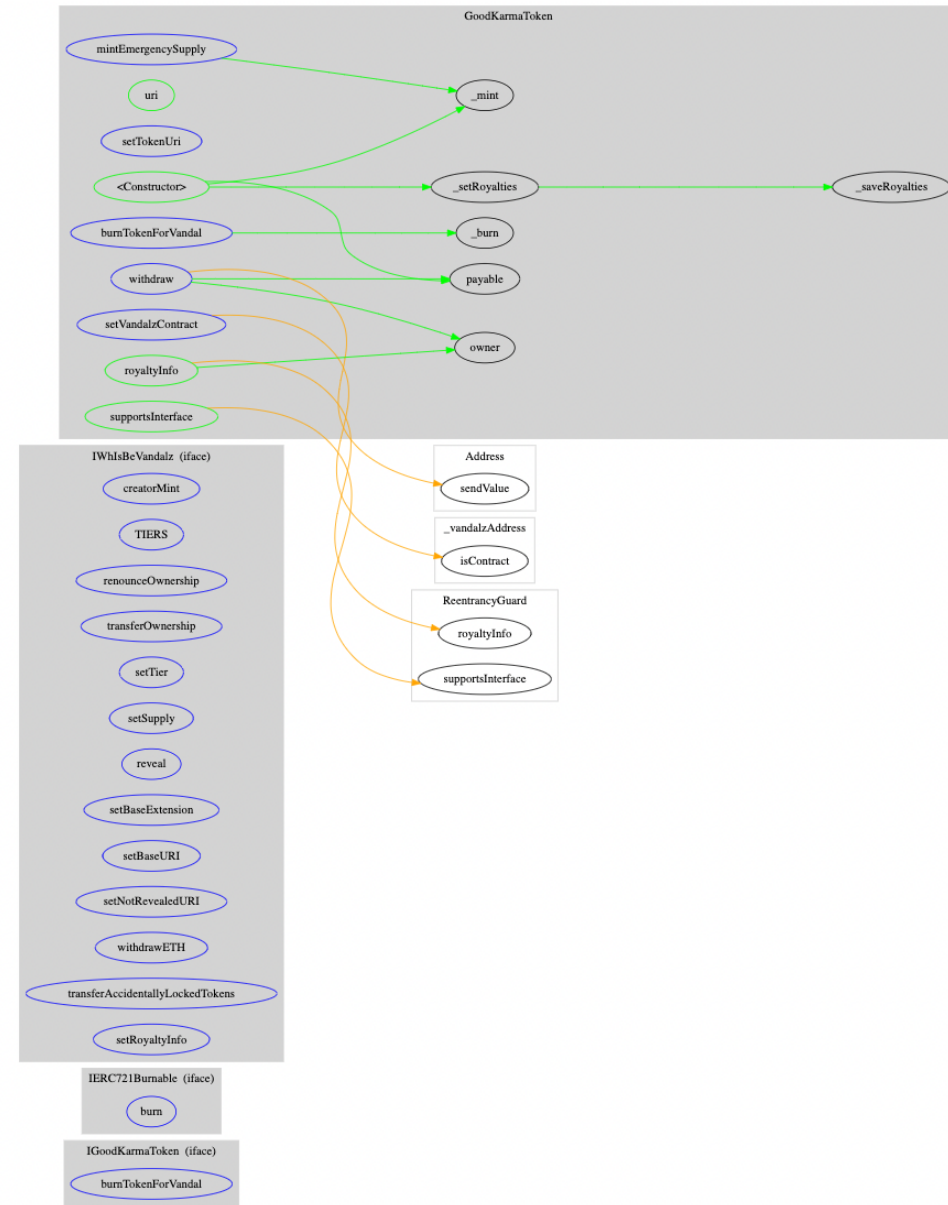 GoodKarmaToken
mintEmergencySupply
uri
setTokenUri
<Constructor>
burnTokenForVandal
withdraw
setVandalzContract
royaltyInfo
supportsInterface
_mint
_setRoyalties
_burn
payable
owner
_saveRoyalties
IWhIsBeVandalz (iface)
creatorMint
TIERS
renounceOwnership
transferOwnership
setTier
setSupply
reveal
setBaseExtension
setBaseURI
setNotRevealedURI
withdrawETH
transferAccidentallyLockedTokens
setRoyaltyInfo
Address
sendValue
_vandalzAddress
isContract
ReentrancyGuard
royaltyInfo
supportsInterface
IERC721Burnable (iface)
burn
IGoodKarmaToken (iface)
burnTokenForVandal